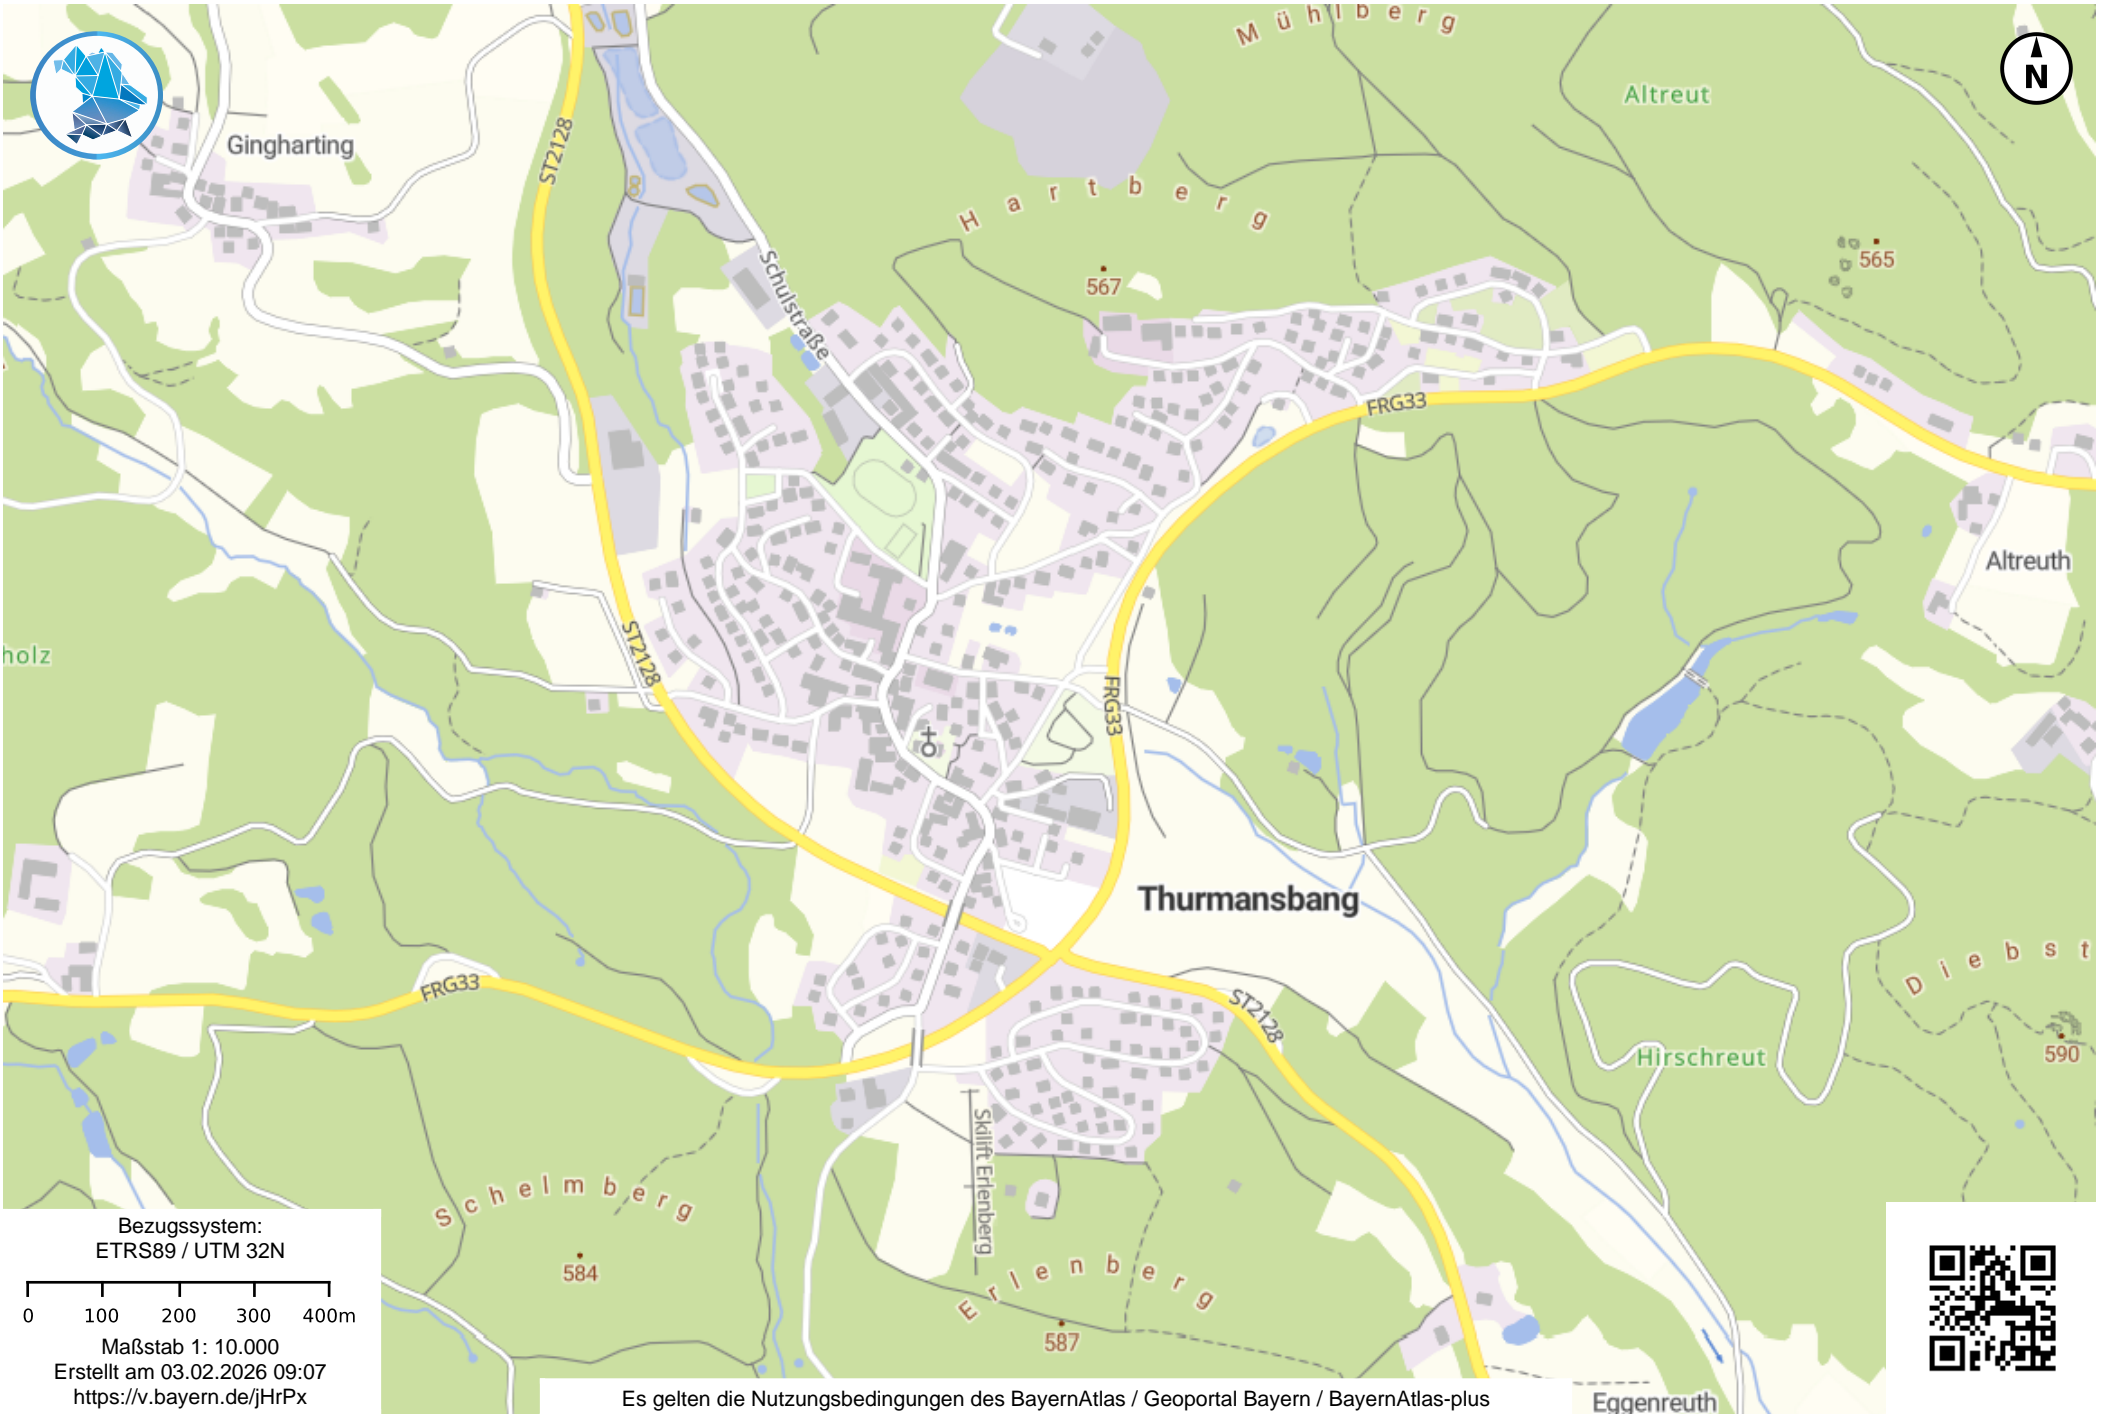 Mühlberg
Altreut
N
Gingharting
ST2128
Hartberg
Schulstraße
567
565
FRG33
Altreuth
holz
ST2128
FRG33
Thurmansbang
Diebst
FRG33
ST2128
590
Hirschreut
Skilift Erlenberg
Schelmberg
584
Erlenberg
587
Bezugssystem:
ETRS89 / UTM 32N
0 100 200 300 400m
Maßstab 1: 10.000
Erstellt am 03.02.2026 09:07
https://v.bayern.de/jHrPx
Es gelten die Nutzungsbedingungen des BayernAtlas / Geoportal Bayern / BayernAtlas-plus
Eggenreuth